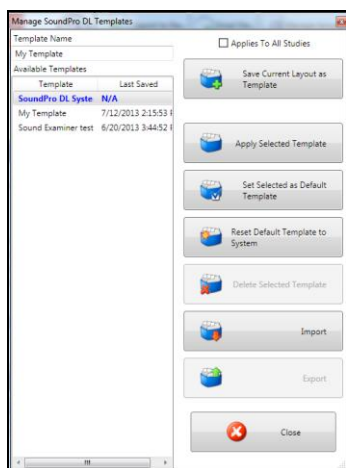 Manage SoundPro DL Templates
Template Name
My Template
Available Templates
Template Last Saved
SoundPro DL Syste N/A
My Template 7/12/2013 2:15:53 P
Sound Examiner test 6/20/2013 3:44:52 P
Applies To All Studies
Save Current Layout as
Template
Apply Selected Template
Set Selected as Default
Template
Reset Default Template to
System
Delete Selected Template
Import
Export
Close